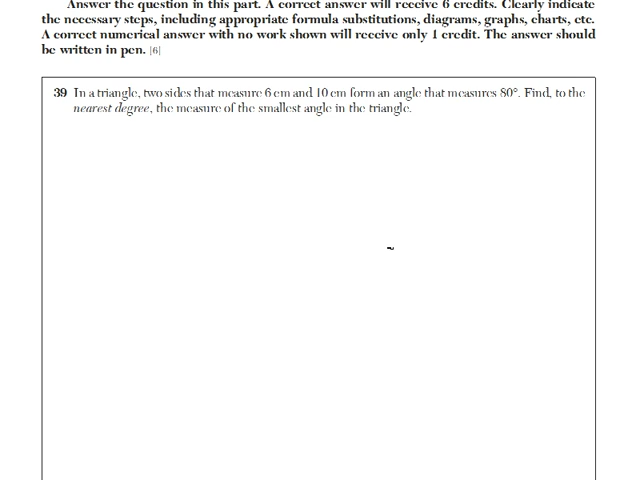 Answer the question in this part. A correct answer will receive 6 credits. Clearly indicate
the necessary steps, including appropriate formula substitutions, diagrams, graphs, charts, etc.
A correct numerical answer with no work shown will receive only 1 credit. The answer should
be written in pen. [6]
39 In a triangle, two sides that measure 6 cm and 10 cm form an angle that measures 80°. Find, to the
nearest degree, the measure of the smallest angle in the triangle.